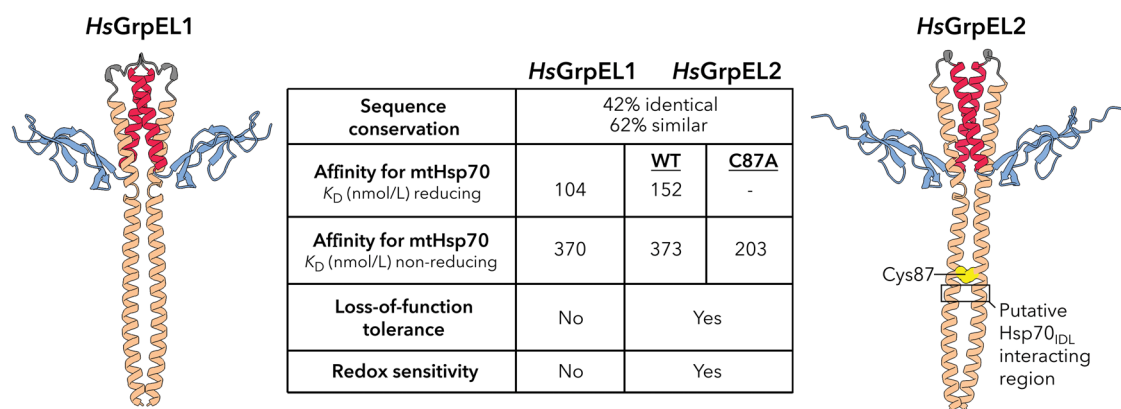 HsGrpEL1
HsGrpEL2
HsGrpEL1 HsGrpEL2
Sequence conservation
42% identical
62% similar
Affinity for mtHsp70
KD (nmol/L) reducing
104
WT
152
C87A
-
Affinity for mtHsp70
KD (nmol/L) non-reducing
370
373
203
Loss-of-function
tolerance
No
Yes
Redox sensitivity
No
Yes
Cys87
Putative
Hsp70IDL
interacting
region